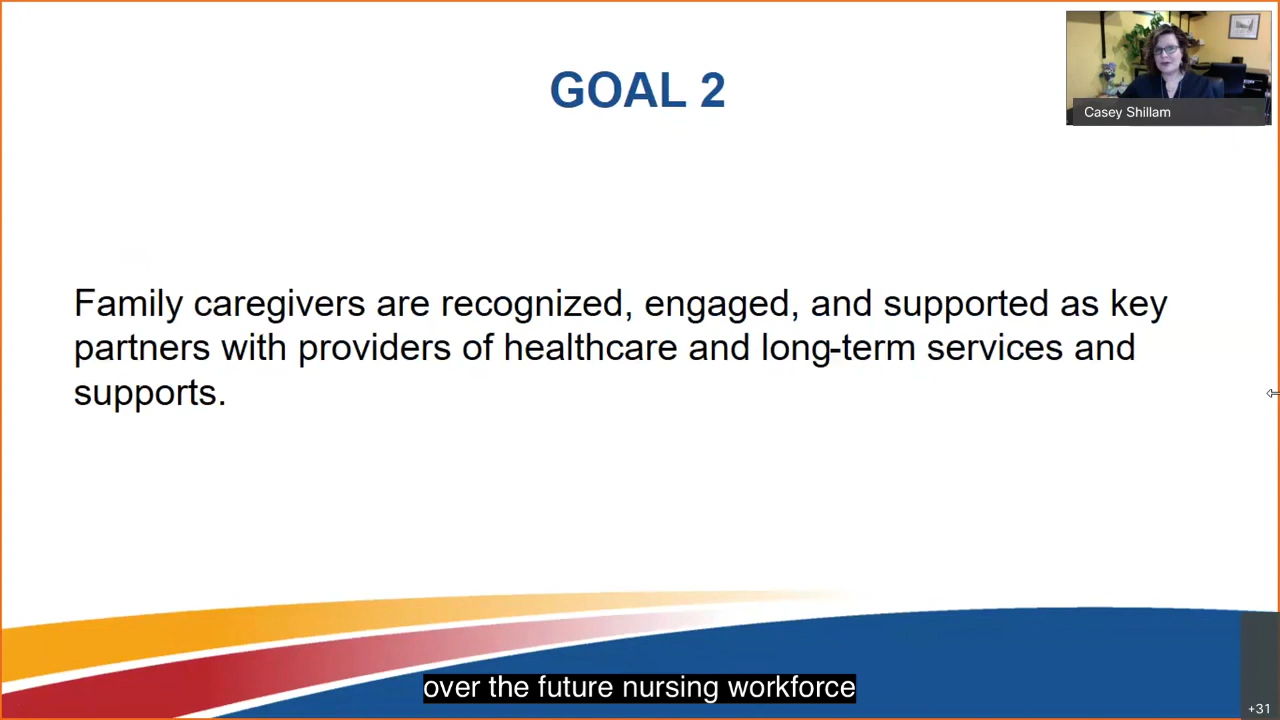 GOAL 2
Casey Shillam
Family caregivers are recognized, engaged, and supported as key
partners with providers of healthcare and long-term services and
supports.
over the future nursing workforce
+31